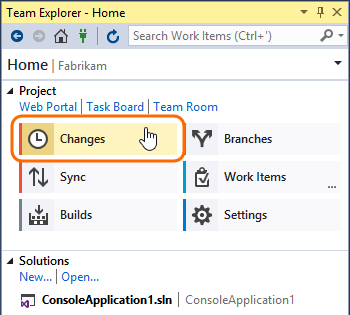 Team Explorer - Home
Search Work Items (Ctrl+')
Home | Fabrikam
Project
Web Portal | Task Board | Team Room
Changes
Branches
Sync
Work Items
...
Builds
Settings
Solutions
New... | Open...
ConsoleApplication1.sln | ConsoleApplication1